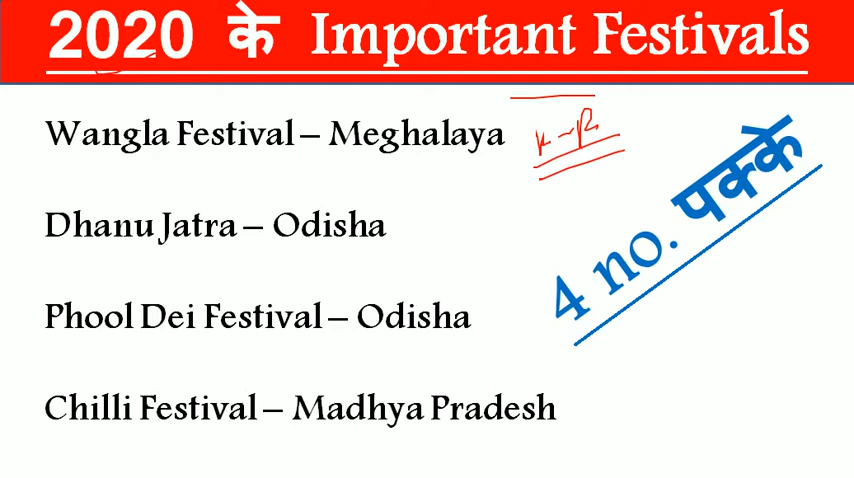 2020 के Important Festivals
Wangla Festival – Meghalaya
Dhanu Jatra – Odisha
Phool Dei Festival – Odisha
Chilli Festival – Madhya Pradesh
4 no. पक्के